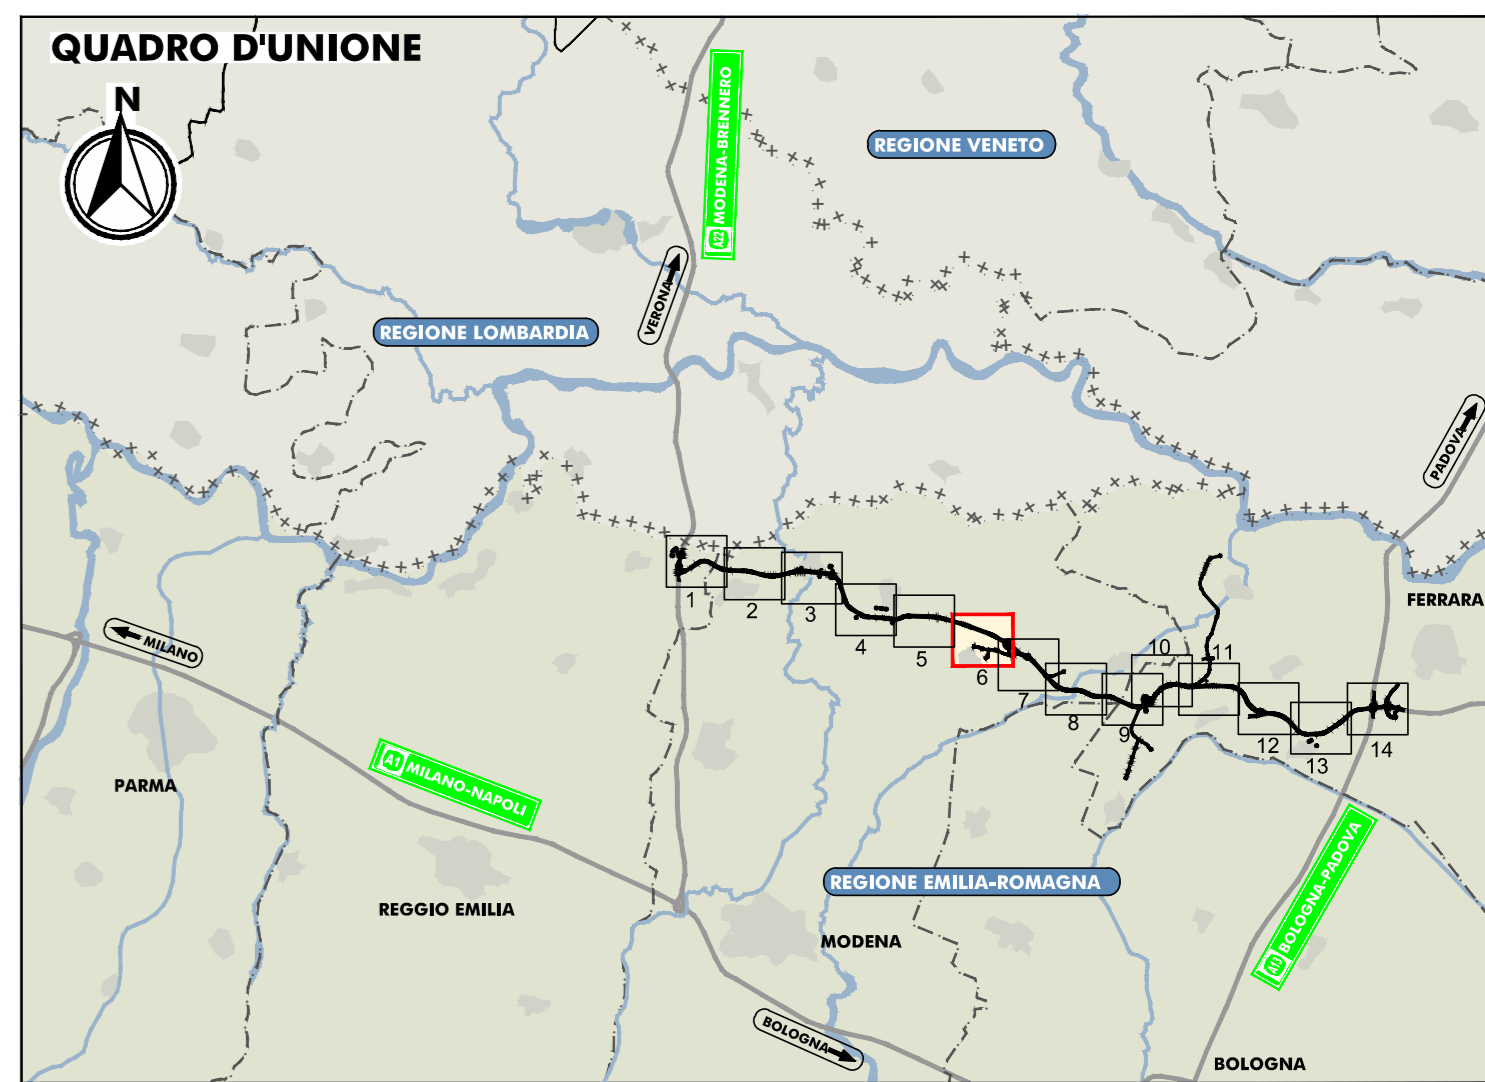 QUADRO D'UNIONE
N
A22 MODENA-BRENNERO
REGIONE VENETO
VERONA
REGIONE LOMBARDIA
PADOVA
FERRARA
MILANO
1
2
3
4
5
6
7
8
9
10
11
12
13
14
PARMA
A1 MILANO-NAPOLI
REGIONE EMILIA-ROMAGNA
A13 BOLOGNA-PADOVA
REGGIO EMILIA
MODENA
BOLOGNA
BOLOGNA